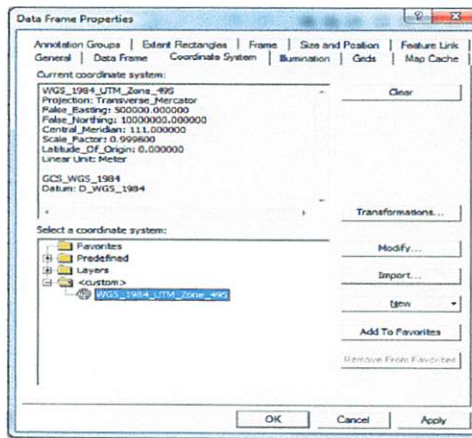 Data Frame Properties
Annotation Groups | Extent Rectangles | Frame | Size and Position | Feature Link
General | Data Frame | Coordinate System | Illumination | Grids | Map Cache
Current coordinate system:
WGS_1984_UTM_Zone_49S
Projection: Transverse_Mercator
False_Easting: 500000.000000
False_Northing: 10000000.000000
Central_Meridian: 111.000000
Scale_Factor: 0.999600
Latitude_Of_Origin: 0.000000
Linear Unit: Meter
GCS_WGS_1984
Datum: D_WGS_1984
Clear
Transformations...
Select a coordinate system:
Favorites
Predefined
Layers
<custom>
WGS_1984_UTM_Zone_49S
Modify...
Import...
New
Add To Favorites
Remove From Favorites
OK
Cancel
Apply